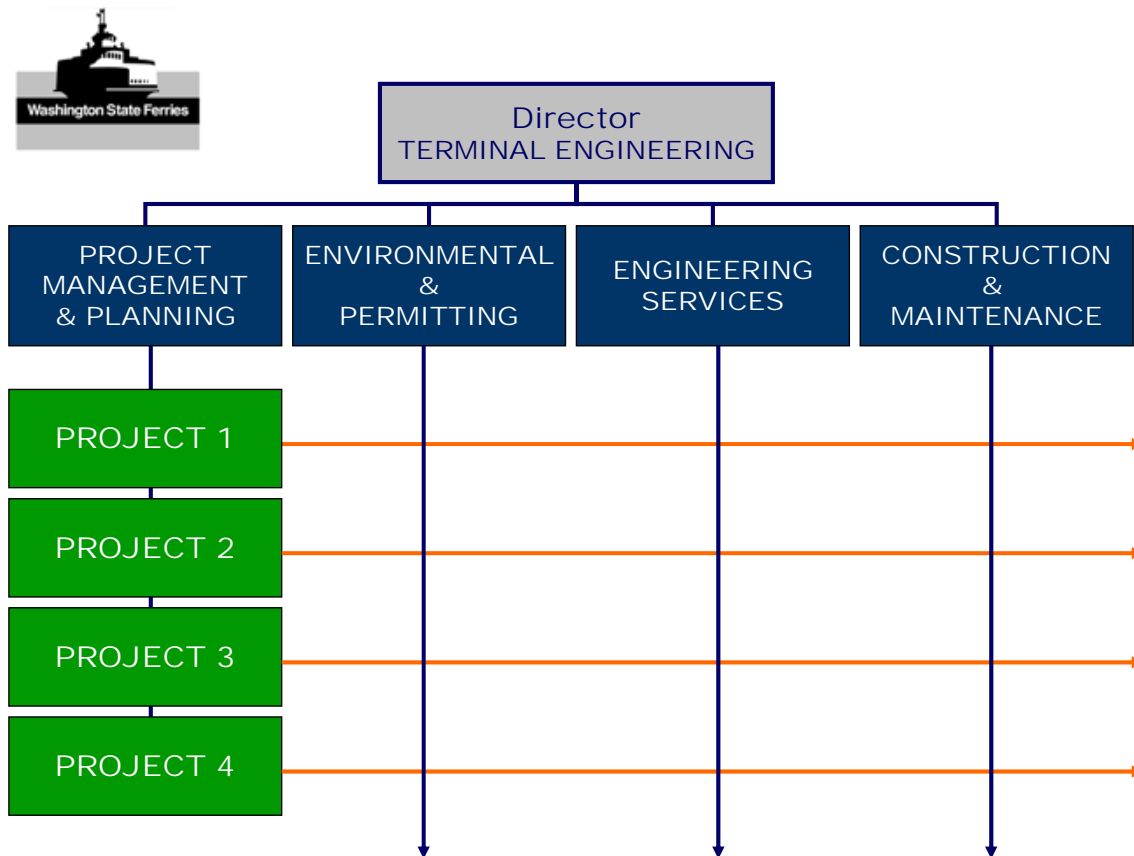 Washington State Ferries
Director
TERMINAL ENGINEERING
PROJECT
MANAGEMENT
& PLANNING
ENVIRONMENTAL
&
PERMITTING
ENGINEERING
SERVICES
CONSTRUCTION
&
MAINTENANCE
PROJECT 1
PROJECT 2
PROJECT 3
PROJECT 4